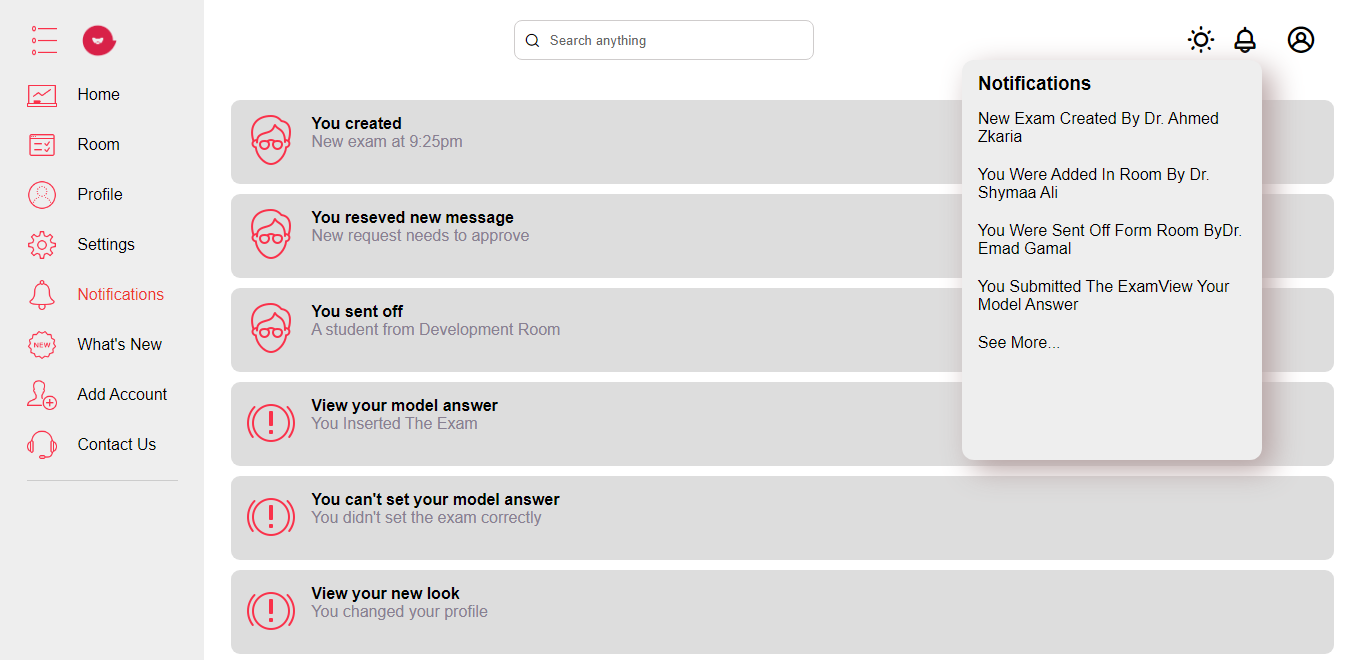 Search anything
Home
Room
Profile
Settings
Notifications
NEW
What's New
Add Account
Contact Us
You created
New exam at 9:25pm
You reseved new message
New request needs to approve
You sent off
A student from Development Room
View your model answer
You Inserted The Exam
You can't set your model answer
You didn't set the exam correctly
View your new look
You changed your profile
Notifications
New Exam Created By Dr. Ahmed
Zkaria
You Were Added In Room By Dr.
Shymaa Ali
You Were Sent Off Form Room ByDr.
Emad Gamal
You Submitted The ExamView Your
Model Answer
See More...